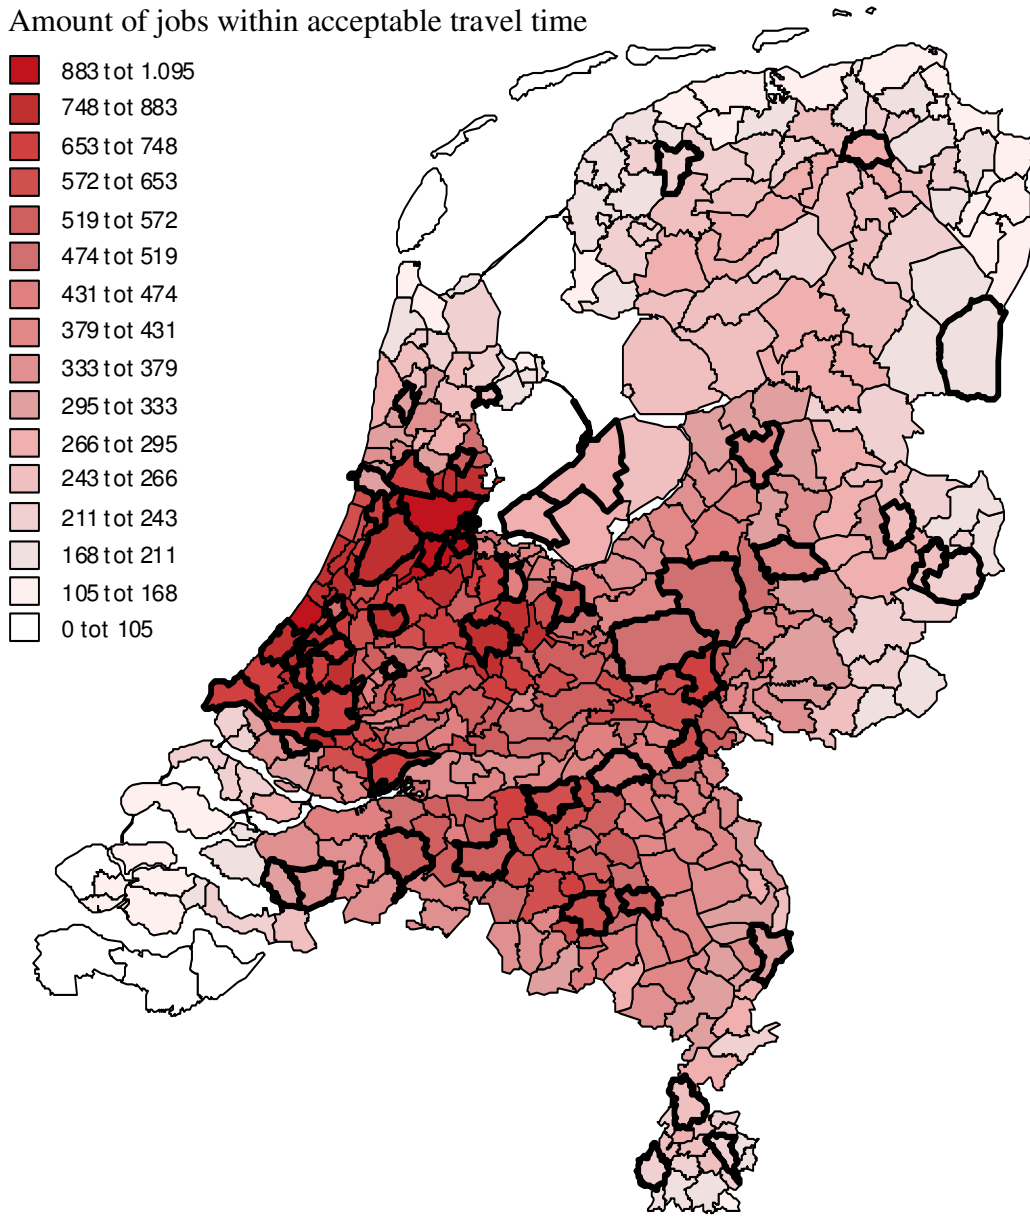 Amount of jobs within acceptable travel time
883 tot 1.095
748 tot 883
653 tot 748
572 tot 653
519 tot 572
474 tot 519
431 tot 474
379 tot 431
333 tot 379
295 tot 333
266 tot 295
243 tot 266
211 tot 243
168 tot 211
105 tot 168
0 tot 105